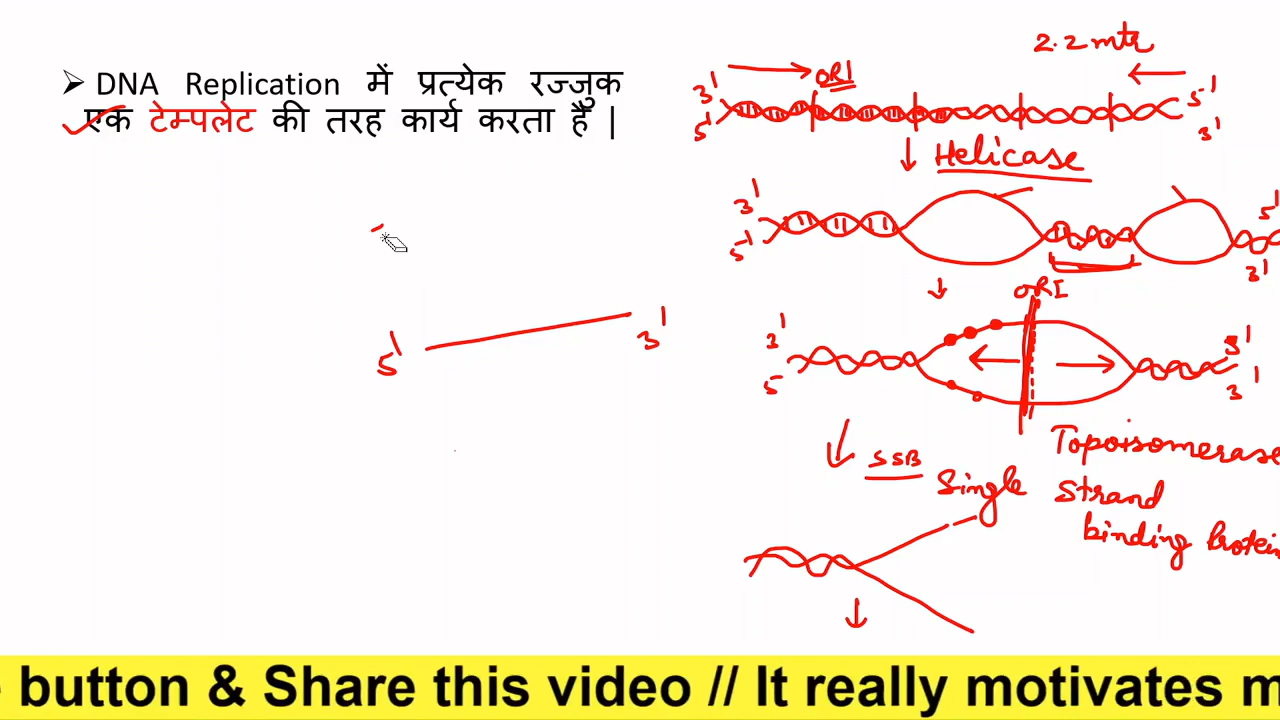 ➢ DNA Replication में प्रत्येक रज्जुक
एक टेम्पलेट की तरह कार्य करता है |
2.2 mtr
3' ORI 5'
5' 3'
Helicase
3' 5'
5' 3'
ORI
3' 3'
5 3'
5' 3'
Topoisomerase
SSB Single Strand
binding Protein
button & Share this video // It really motivates m